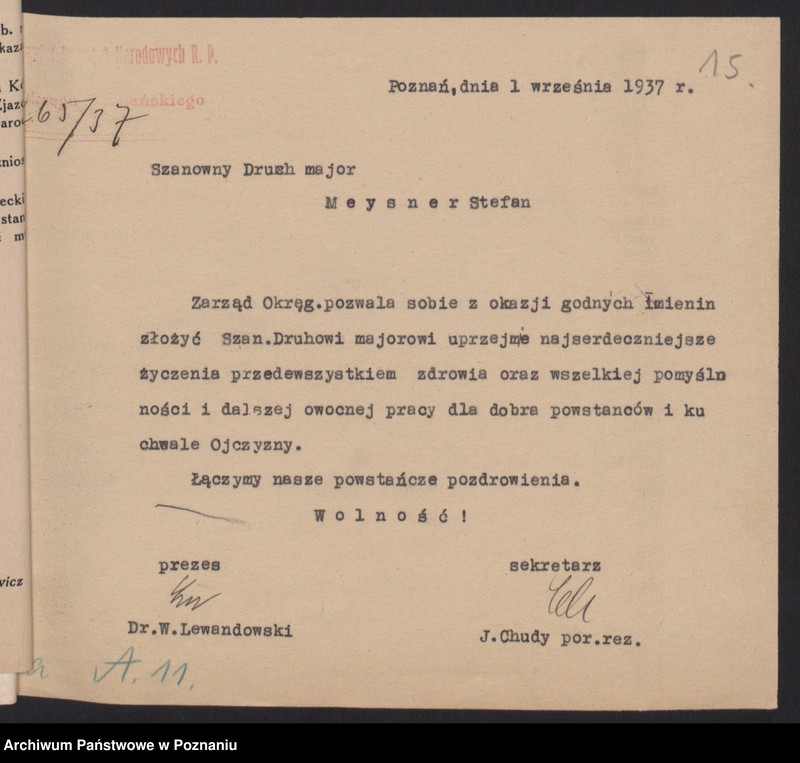 Narodowych R. P.
ańskiego
65/37
15.
Poznań,dnia 1 września 1937 r.
Szanowny Druzh major
M e y s n e r Stefan
Zarząd Okręg.pozwala sobie z okazji godnych Imienin
złożyć Szan.Druhowi majorowi uprzejmie najserdeczniejsze
życzenia przedewszystkiem zdrowia oraz wszelkiej pomyśln
ności i dalszej owocnej pracy dla dobra powstanców i ku
chwale Ojczyzny.
Łączymy nasze powstańcze pozdrowienia.
W o l n o ś ć !
prezes sekretarz
Dr.W.Lewandowski J.Chudy por.rez.
A. 11.
Archiwum Państwowe w Poznaniu